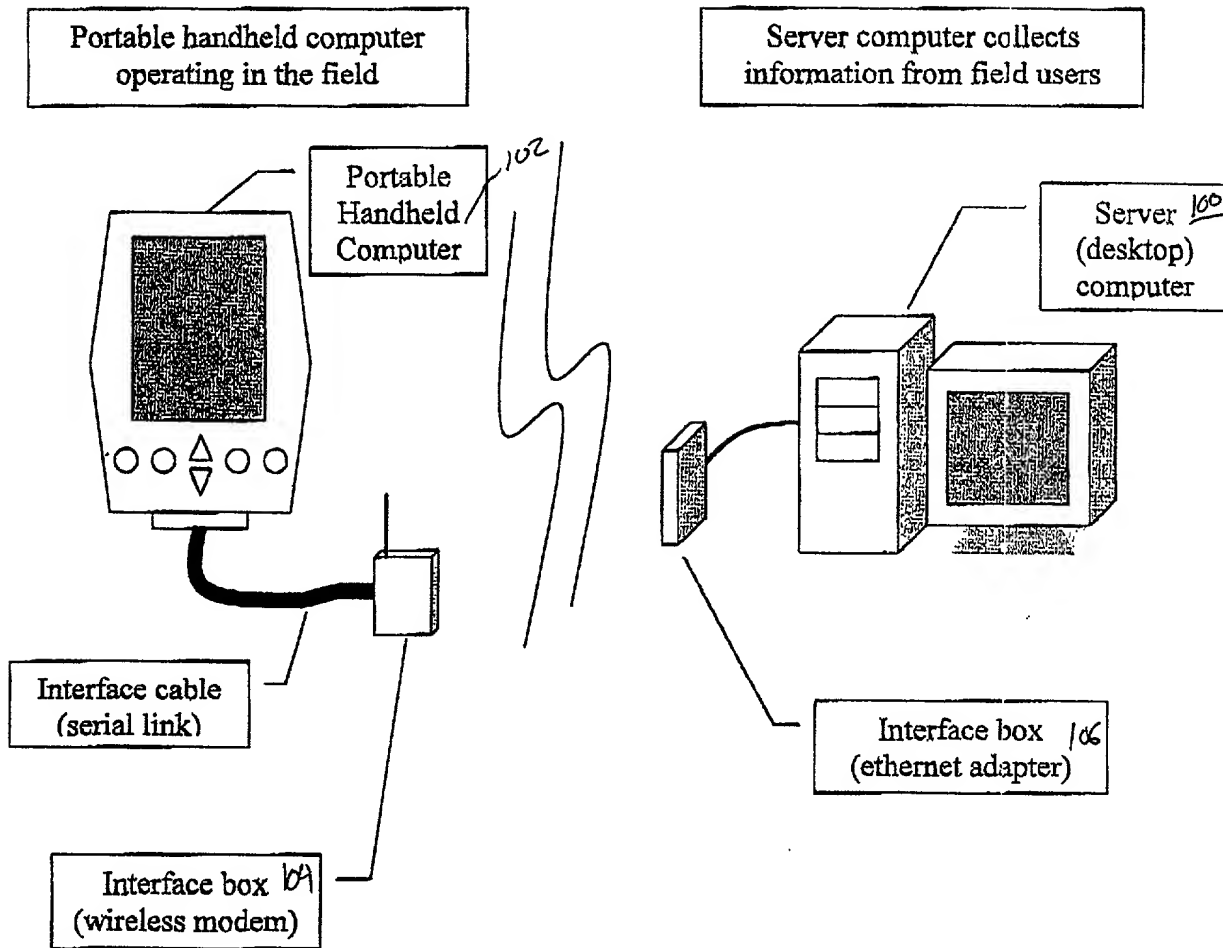 Portable handheld computer
operating in the field
Server computer collects
information from field users
Portable 102
Handheld
Computer
Server 100
(desktop)
computer
Interface cable
(serial link)
Interface box 106
(ethernet adapter)
Interface box 104
(wireless modem)